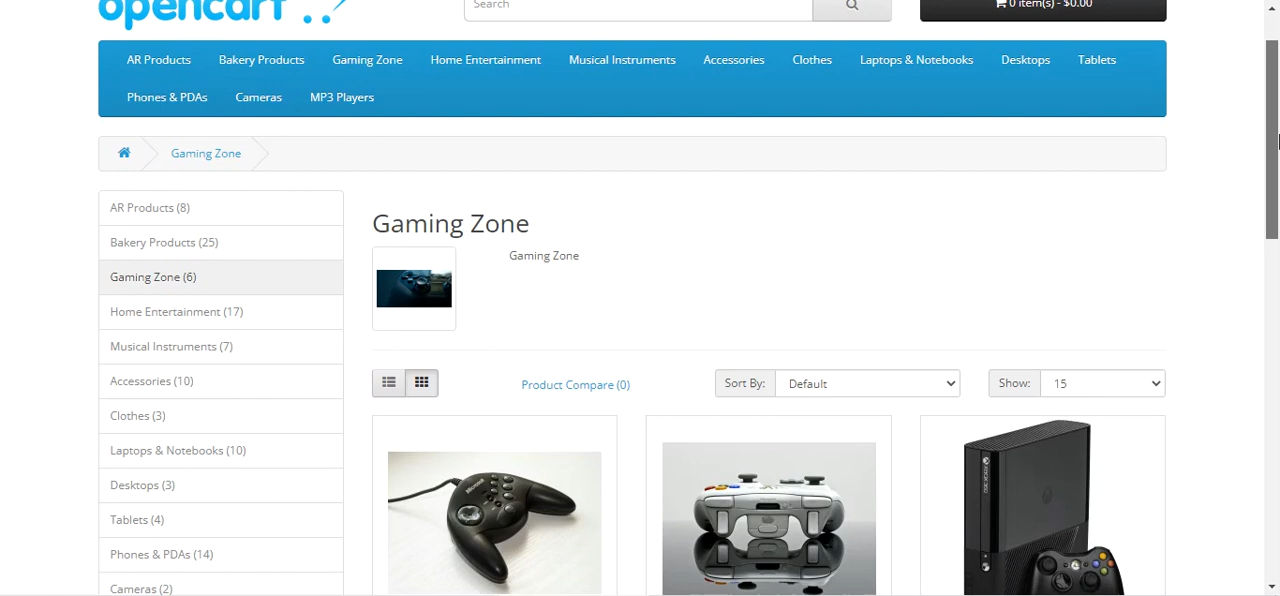 opencart
Search
0 item(s) - $0.00
AR Products
Bakery Products
Gaming Zone
Home Entertainment
Musical Instruments
Accessories
Clothes
Laptops & Notebooks
Desktops
Tablets
Phones & PDAs
Cameras
MP3 Players
Gaming Zone
AR Products (8)
Bakery Products (25)
Gaming Zone (6)
Home Entertainment (17)
Musical Instruments (7)
Accessories (10)
Clothes (3)
Laptops & Notebooks (10)
Desktops (3)
Tablets (4)
Phones & PDAs (14)
Cameras (2)
Gaming Zone
Gaming Zone
Product Compare (0)
Sort By:
Default
Show:
15
Microsoft
XBOX 360